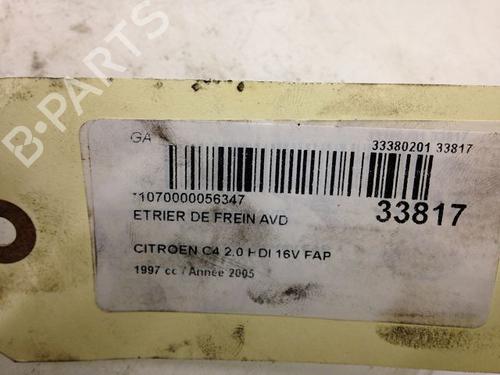 B-PARTS
GA
33380201 33817
*1070000056347
ETRIER DE FREIN AVD
33817
CITROEN C4 2.0 HDI 16V FAP
1997 cc / Année 2005